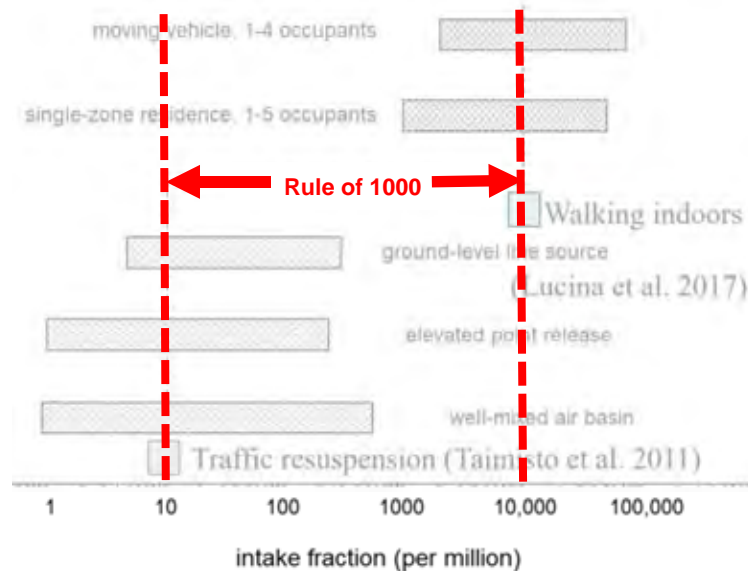 moving vehicle, 1-4 occupants
single-zone residence, 1-5 occupants
Rule of 1000
Walking indoors
ground-level line source
(Lucina et al. 2017)
elevated point release
well-mixed air basin
Traffic resuspension (Taimisto et al. 2011)
1 10 100 1000 10,000 100,000
intake fraction (per million)